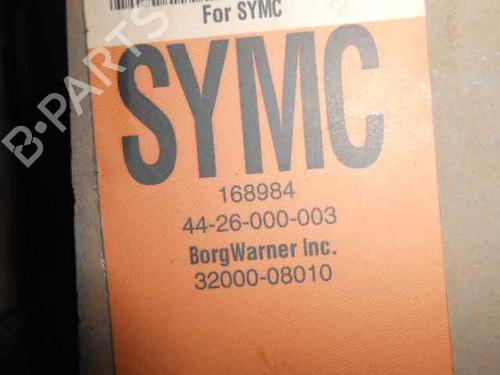 For SYMC
SYMC
168984
44-26-000-003
BorgWarner Inc.
32000-08010
B-PARTS